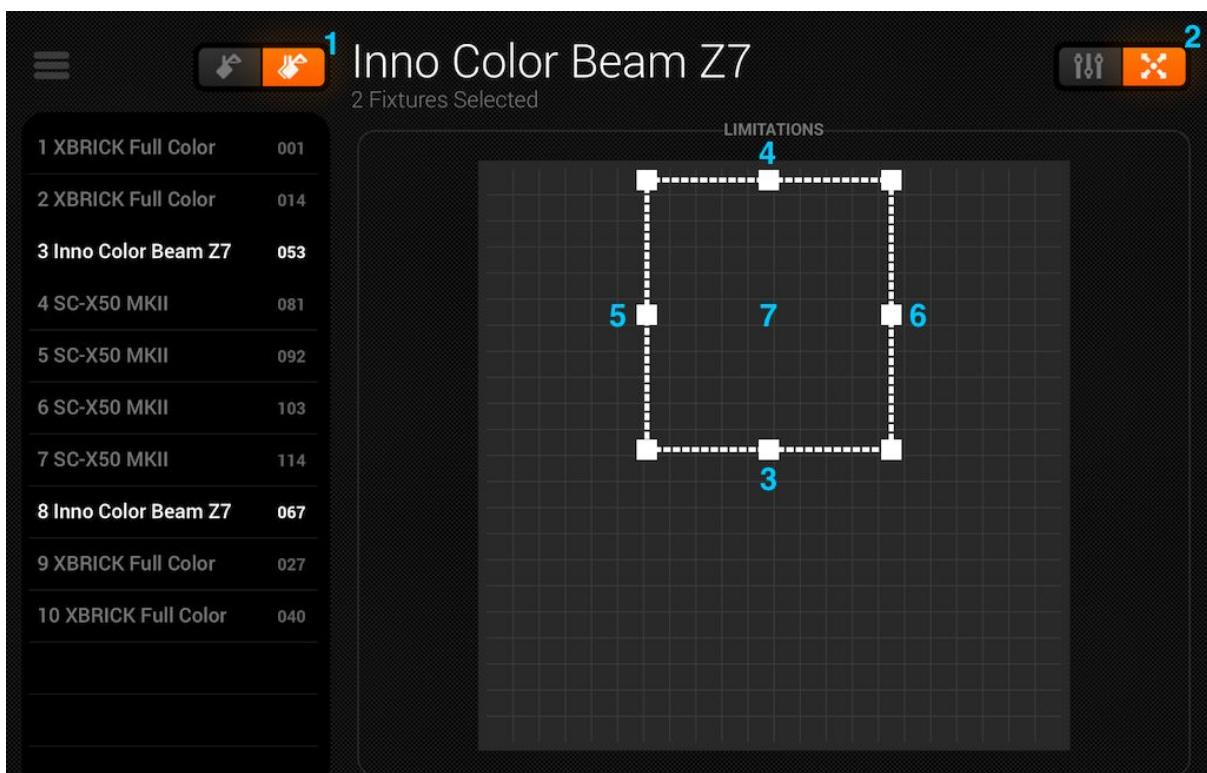 1
Inno Color Beam Z7
2
2 Fixtures Selected
LIMITATIONS
1 XBRICK Full Color 001
2 XBRICK Full Color 014
3 Inno Color Beam Z7 053
4 SC-X50 MKII 081
5 SC-X50 MKII 092
6 SC-X50 MKII 103
7 SC-X50 MKII 114
8 Inno Color Beam Z7 067
9 XBRICK Full Color 027
10 XBRICK Full Color 040
4
5 7 6
3